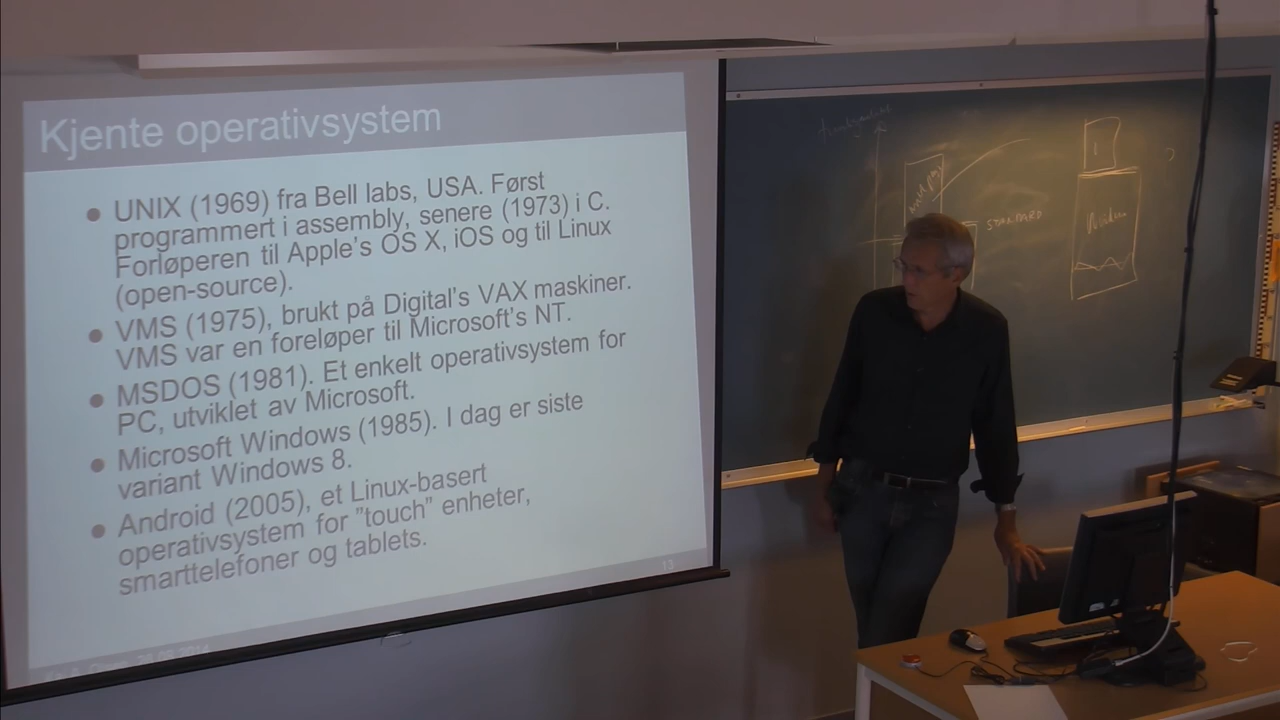 Kjente operativsystem
UNIX (1969) fra Bell labs, USA. Først
programmert i assembly, senere (1973) i C.
Forløperen til Apple's OS X, iOS og til Linux
(open-source).
VMS (1975), brukt på Digital's VAX maskiner.
VMS var en foreløper til Microsoft's NT.
MSDOS (1981). Et enkelt operativsystem for
PC, utviklet av Microsoft.
Microsoft Windows (1985). I dag er siste
variant Windows 8.
Android (2005), et Linux-basert
operativsystem for "touch" enheter,
smarttelefoner og tablets.
13
STANDARD